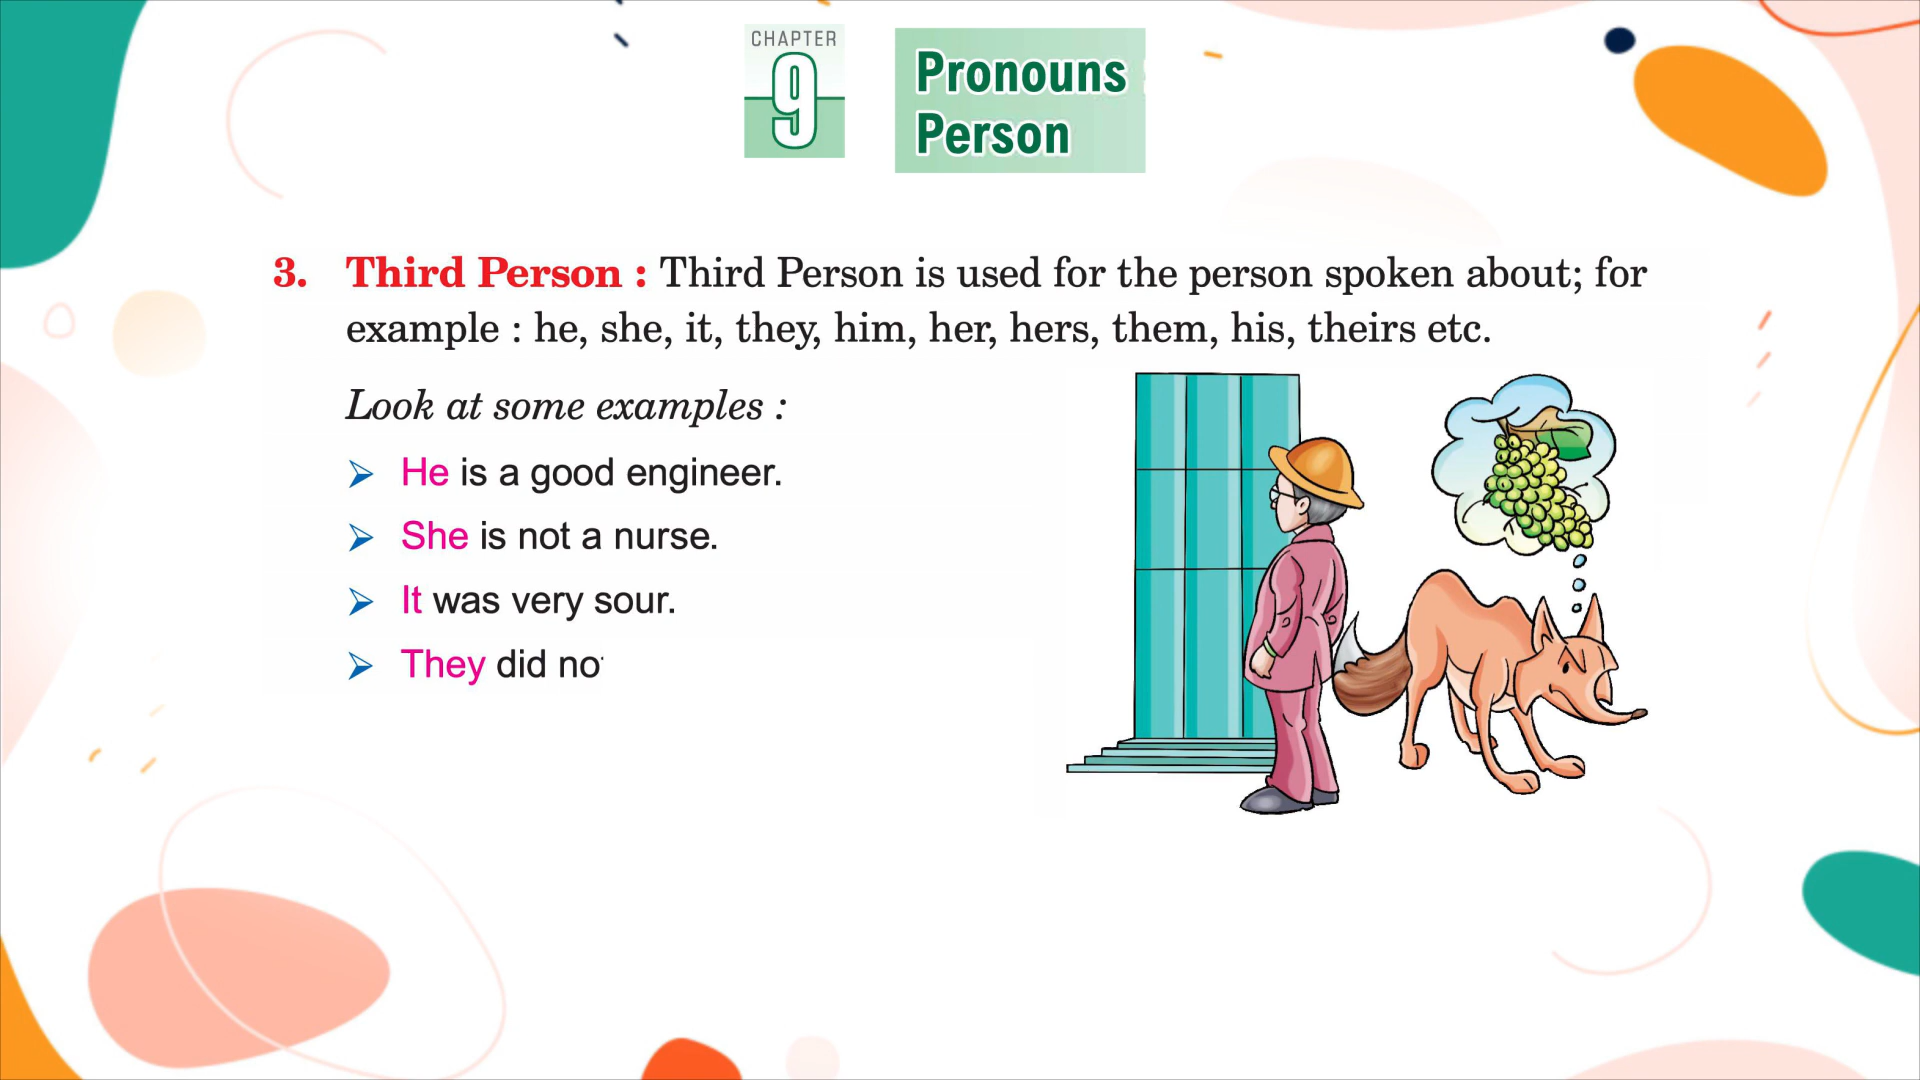 CHAPTER
9
Pronouns
Person
3. Third Person : Third Person is used for the person spoken about; for
example : he, she, it, they, him, her, hers, them, his, theirs etc.
Look at some examples :
➢ He is a good engineer.
➢ She is not a nurse.
➢ It was very sour.
➢ They did no